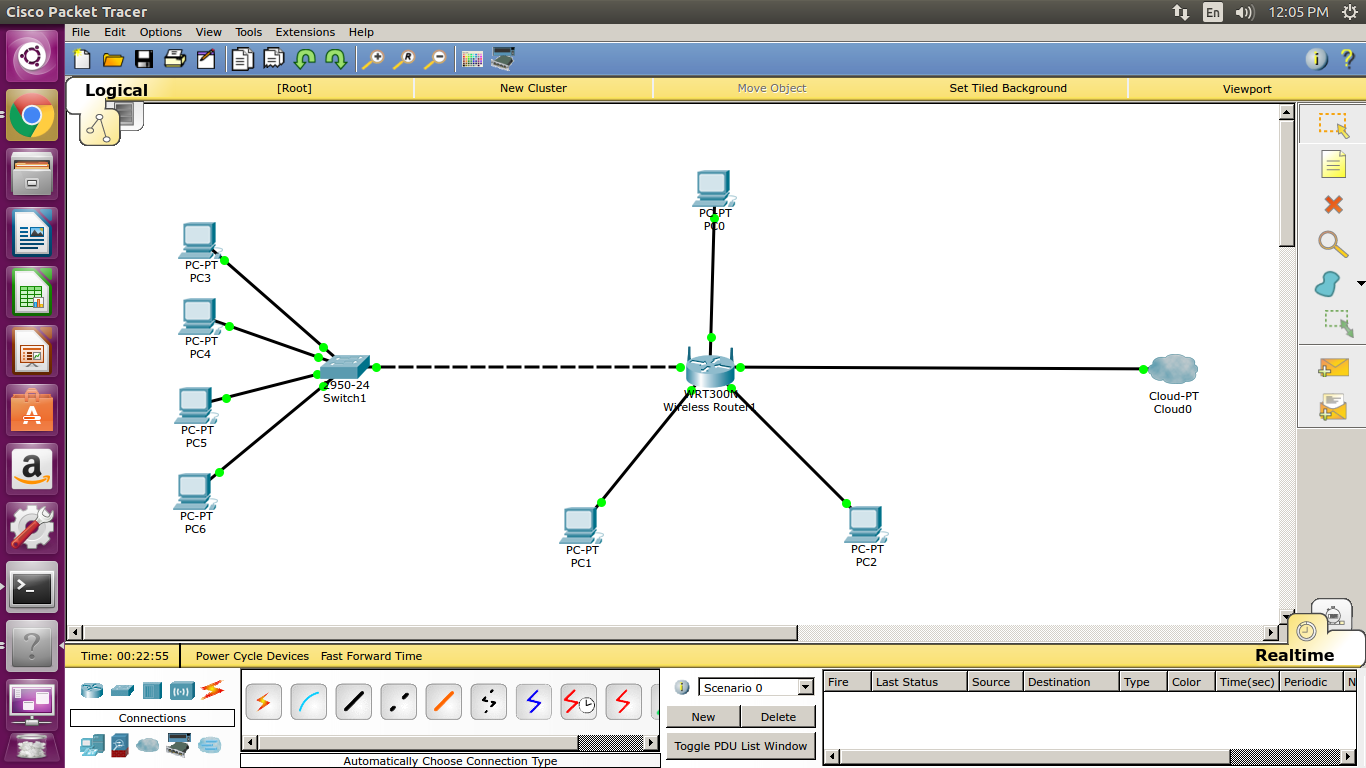 Cisco Packet Tracer
En
12:05 PM
File Edit Options View Tools Extensions Help
Logical
[Root]
New Cluster
Move Object
Set Tiled Background
Viewport
PC-PT
PC0
PC-PT
PC3
PC-PT
PC4
2950-24
Switch1
WRT300N
Wireless Router1
Cloud-PT
Cloud0
PC-PT
PC5
PC-PT
PC6
PC-PT
PC1
PC-PT
PC2
Time: 00:22:55
Power Cycle Devices Fast Forward Time
Realtime
Connections
Automatically Choose Connection Type
Scenario 0
New
Delete
Toggle PDU List Window
Fire Last Status Source Destination Type Color Time(sec) Periodic N